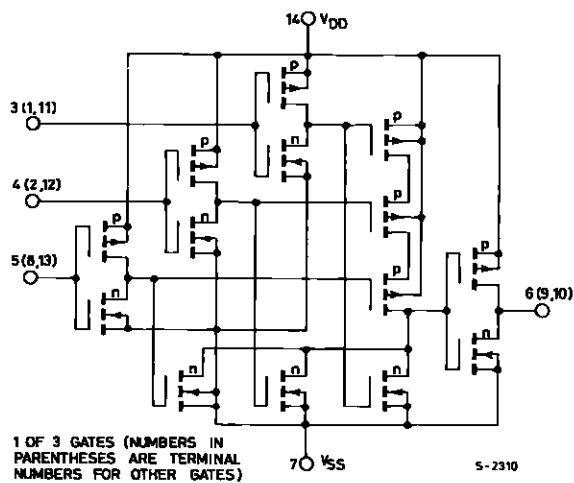 14 VDD
p
3 (1,11)
n
p
p
4 (2,12)
p
n
p
5 (8,13)
p
p
n
6 (9,10)
n
n
n
n
1 OF 3 GATES (NUMBERS IN
PARENTHESES ARE TERMINAL
NUMBERS FOR OTHER GATES)
7 VSS
S-2310